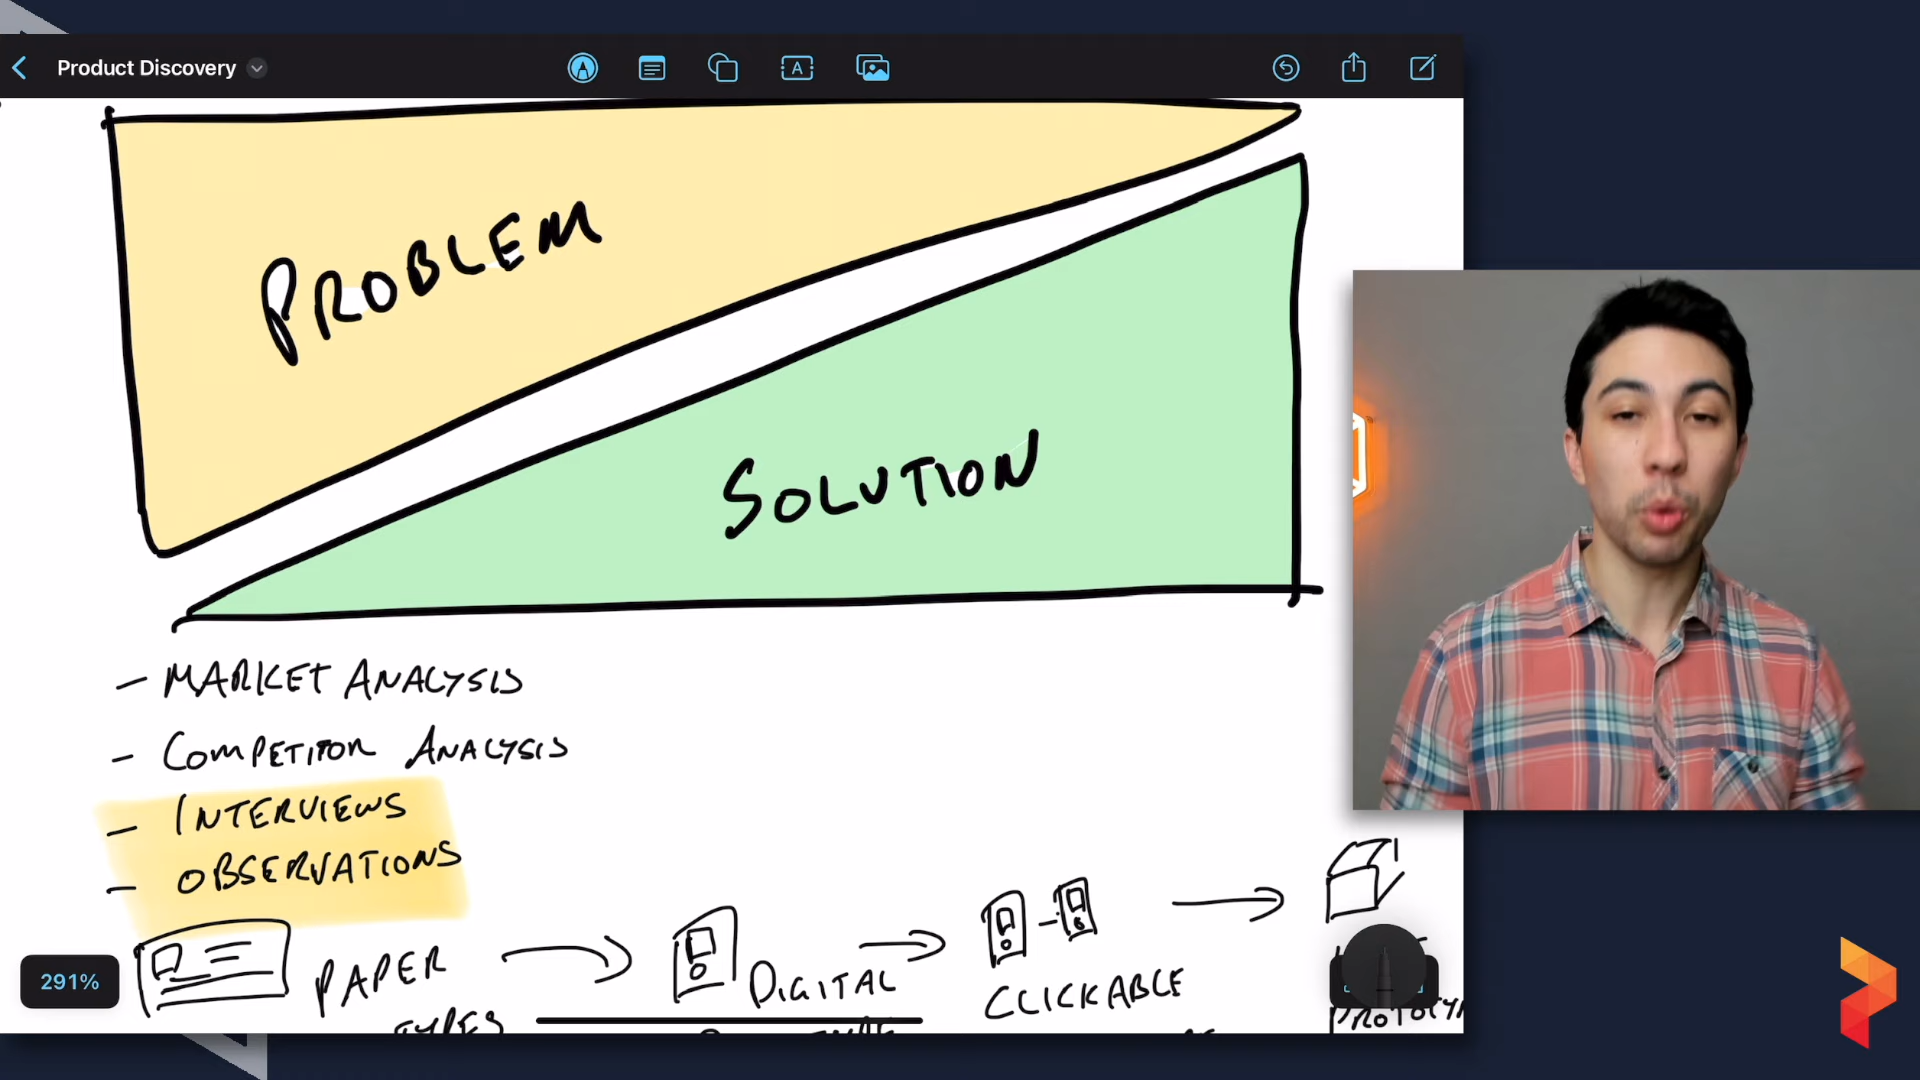 Product Discovery
PROBLEM
SOLUTION
- MARKET ANALYSIS
- COMPETITOR ANALYSIS
- INTERVIEWS
- OBSERVATIONS
PAPER
DIGITAL
CLICKABLE
291%